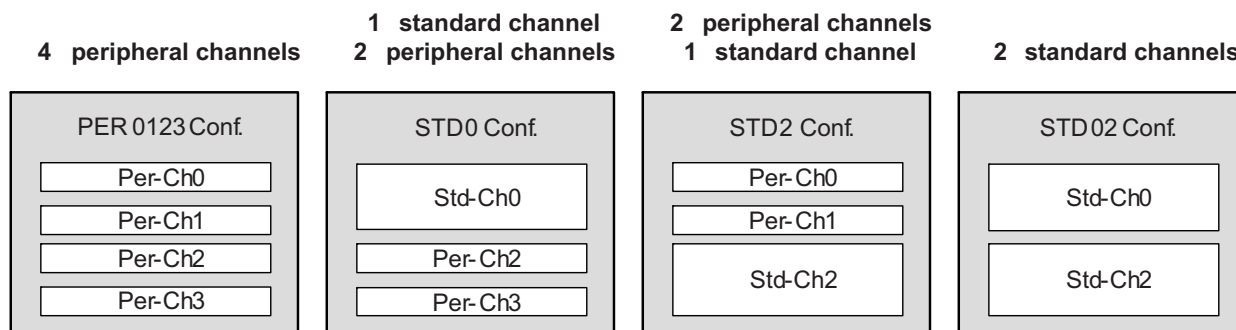 4 peripheral channels
1 standard channel
2 peripheral channels
2 peripheral channels
1 standard channel
2 standard channels
PER 0123 Conf.
Per-Ch0
Per-Ch1
Per-Ch2
Per-Ch3
STD0 Conf.
Std-Ch0
Per-Ch2
Per-Ch3
STD2 Conf.
Per-Ch0
Per-Ch1
Std-Ch2
STD02 Conf.
Std-Ch0
Std-Ch2